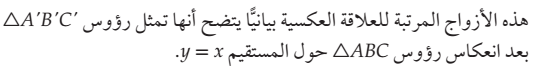 هذه الأزواج المرتبة للعلاقة العكسية بيانيًّا يتضح أنها تمثل رؤوس △A'B'C'
بعد انعكاس رؤوس △ABC حول المستقيم y = x.